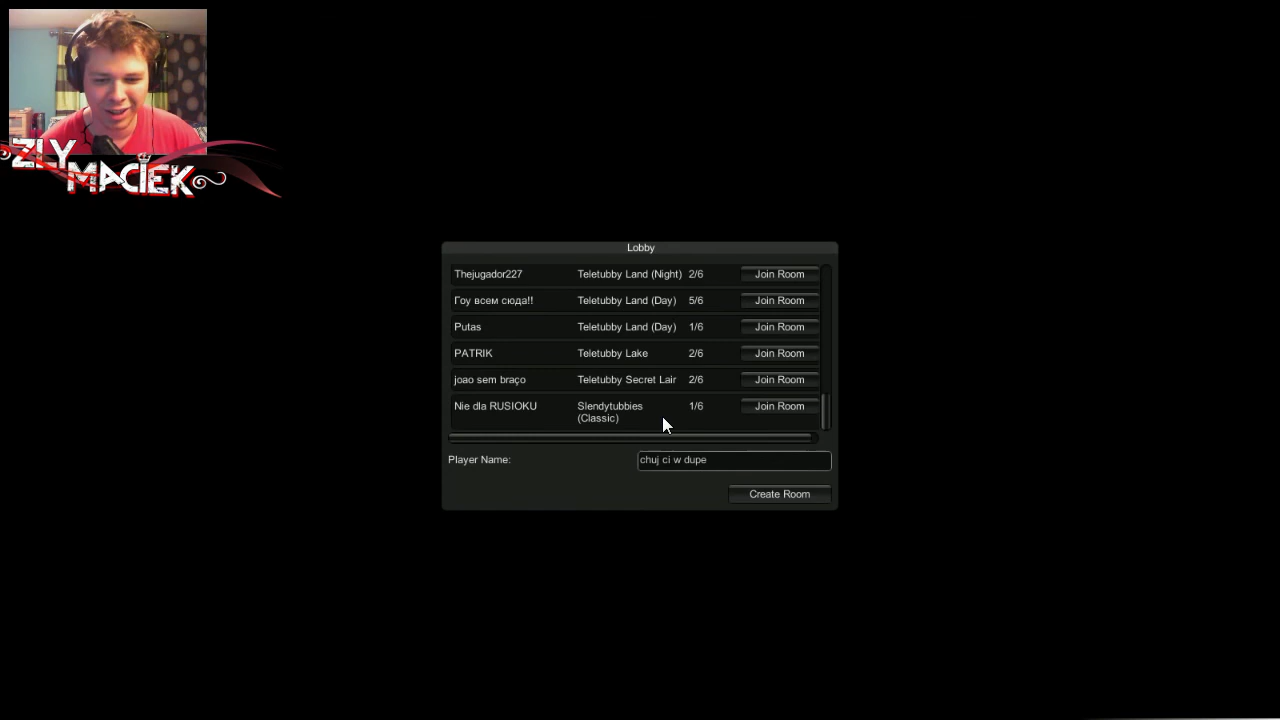 ZLY
MACIEK
Lobby
Thejugador227 Teletubby Land (Night) 2/6 Join Room
Гоу всем сюда!! Teletubby Land (Day) 5/6 Join Room
Putas Teletubby Land (Day) 1/6 Join Room
PATRIK Teletubby Lake 2/6 Join Room
joao sem braço Teletubby Secret Lair 2/6 Join Room
Nie dla RUSIOKU Slendytubbies 1/6 Join Room
(Classic)
Player Name: chuj ci w dupe
Create Room